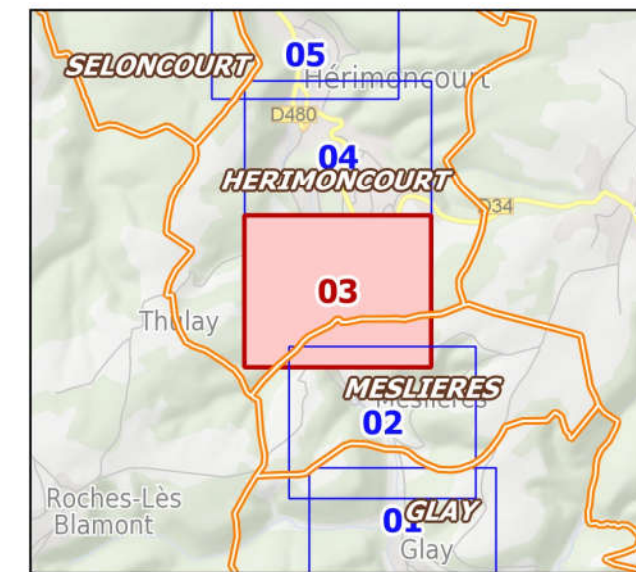 05
SELONCOURT
Hérimoncourt
D480
04
HERIMONCOURT
D34
03
Thulay
MESLIERES
Meslières
02
Roches-Lès
Blamont
01
GLAY
Glay